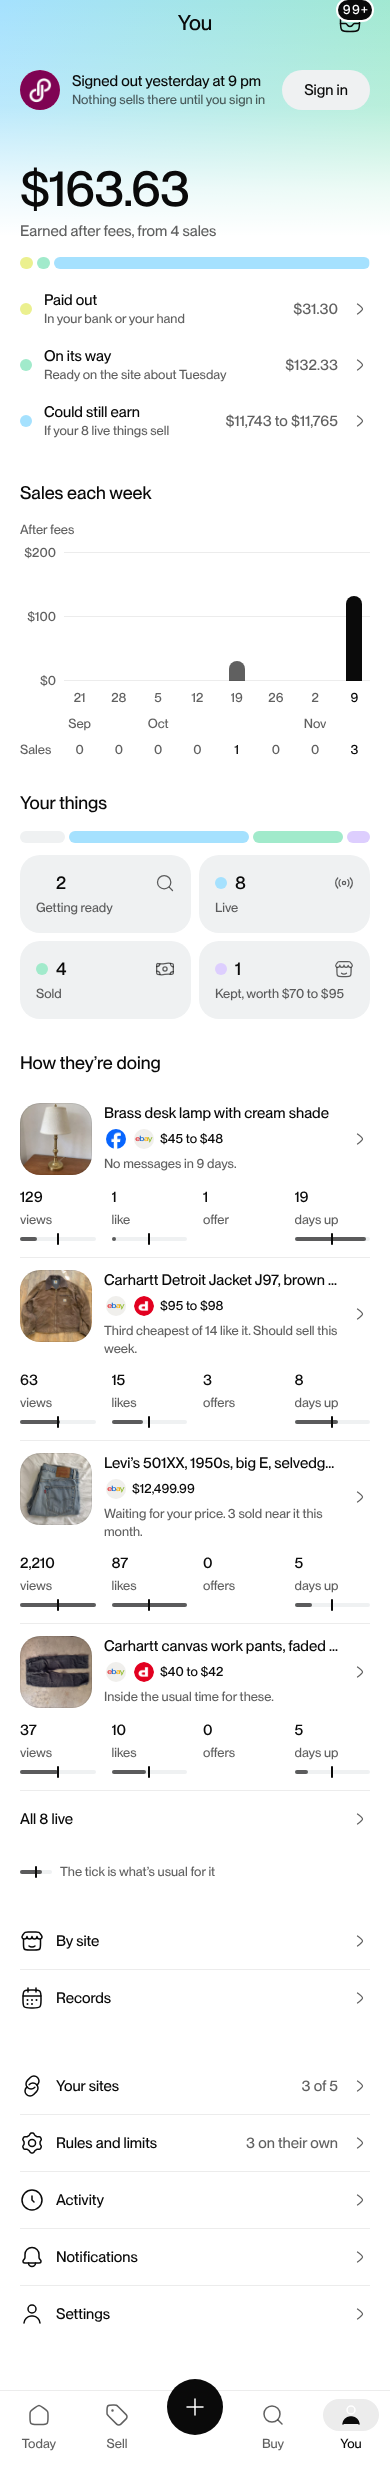 You
99+
Signed out yesterday at 9 pm
Nothing sells there until you sign in
Sign in
$163.63
Earned after fees, from 4 sales
Paid out
In your bank or your hand
$31.30
On its way
Ready on the site about Tuesday
$132.33
Could still earn
If your 8 live things sell
$11,743 to $11,765
Sales each week
After fees
$200
$100
$0
21 28 5 12 19 26 2 9
Sep Oct Nov
Sales 0 0 0 0 1 0 0 3
Your things
2
Getting ready
8
Live
4
Sold
1
Kept, worth $70 to $95
How they're doing
Brass desk lamp with cream shade
ebay $45 to $48
No messages in 9 days.
129 1 1 19
views like offer days up
Carhartt Detroit Jacket J97, brown ...
ebay d $95 to $98
Third cheapest of 14 like it. Should sell this
week.
63 15 3 8
views likes offers days up
Levi's 501XX, 1950s, big E, selvedg...
ebay $12,499.99
Waiting for your price. 3 sold near it this
month.
2,210 87 0 5
views likes offers days up
Carhartt canvas work pants, faded ...
ebay d $40 to $42
Inside the usual time for these.
37 10 0 5
views likes offers days up
All 8 live
The tick is what's usual for it
By site
Records
Your sites 3 of 5
Rules and limits 3 on their own
Activity
Notifications
Settings
Today Sell Buy You